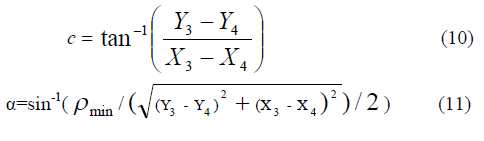 c = tan⁻¹( (Y₃ − Y₄) / (X₃ − X₄) ) (10)
α=sin⁻¹( ρ_min /(√((Y₃ - Y₄)² + (X₃ - X₄)²))/2 ) (11)